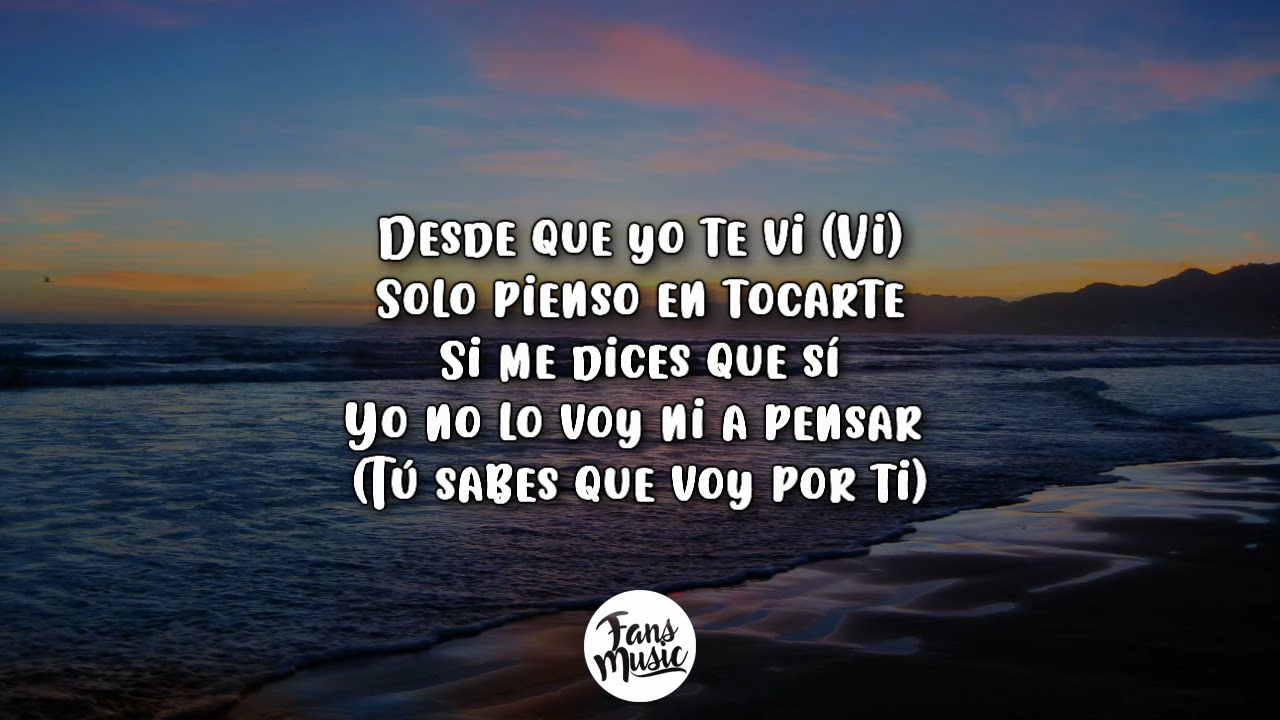 Desde que yo te vi (Vi)
Solo pienso en tocarte
Si me dices que sí
Yo no lo voy ni a pensar
(Tú sabes que voy por ti)
Fans
Music